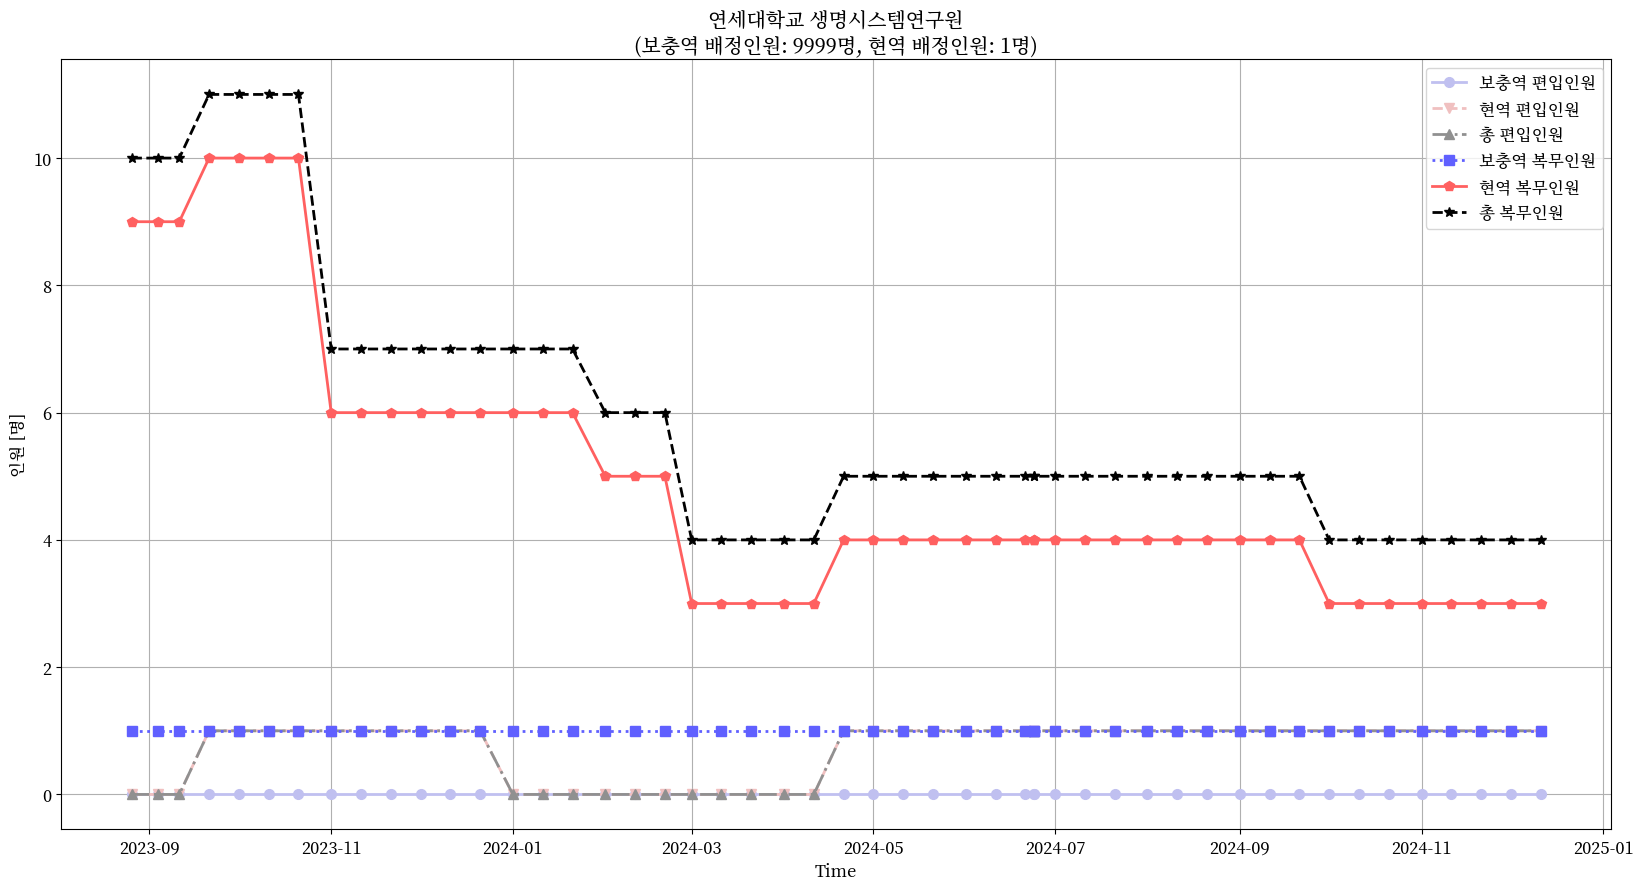 연세대학교 생명시스템연구원
(보충역 배정인원: 9999명, 현역 배정인원: 1명)
보충역 편입인원
현역 편입인원
총 편입인원
보충역 복무인원
현역 복무인원
총 복무인원
10
8
6
4
2
0
인원 [명]
2023-09
2023-11
2024-01
2024-03
2024-05
2024-07
2024-09
2024-11
2025-01
Time